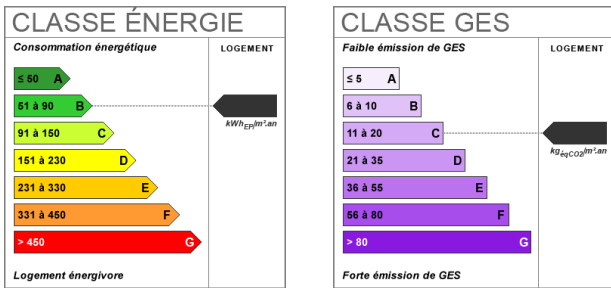 CLASSE ÉNERGIE
Consommation énergétique
LOGEMENT
≤ 50 A
51 à 90 B
kWhEP/m².an
91 à 150 C
151 à 230 D
231 à 330 E
331 à 450 F
> 450 G
Logement énergivore
CLASSE GES
Faible émission de GES
LOGEMENT
≤ 5 A
6 à 10 B
11 à 20 C
kgéqCO2/m².an
21 à 35 D
36 à 55 E
56 à 80 F
> 80 G
Forte émission de GES